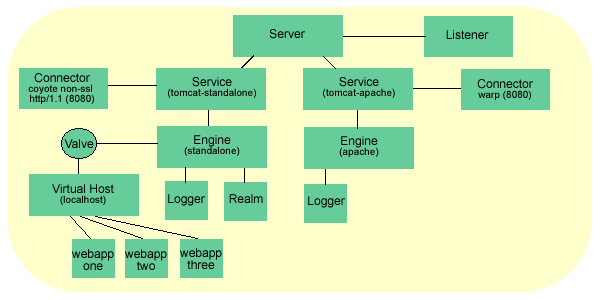 Server
Listener
Connector
coyote non-ssl
http/1.1 (8080)
Service
(tomcat-standalone)
Service
(tomcat-apache)
Connector
warp (8080)
Valve
Engine
(standalone)
Engine
(apache)
Virtual Host
(localhost)
Logger
Realm
Logger
webapp
one
webapp
two
webapp
three